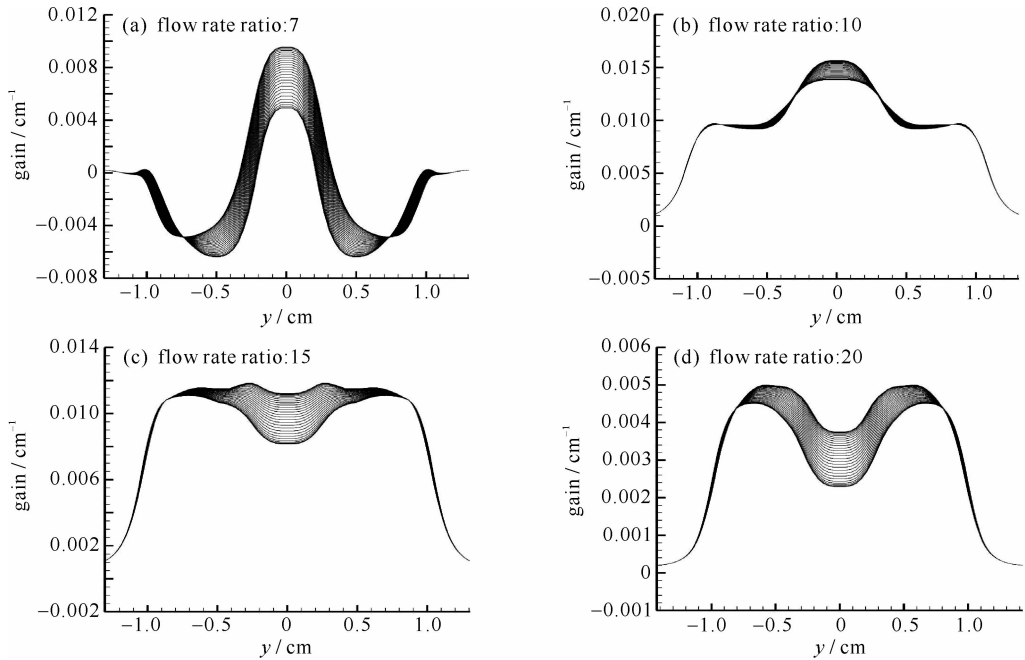 (a) flow rate ratio:7
0.012
0.008
0.004
0
−0.004
−0.008
gain / cm⁻¹
−1.0 −0.5 0 0.5 1.0
y / cm
(b) flow rate ratio:10
0.020
0.015
0.010
0.005
0
−0.005
gain / cm⁻¹
−1.0 −0.5 0 0.5 1.0
y / cm
(c) flow rate ratio:15
0.014
0.010
0.006
0.002
−0.002
gain / cm⁻¹
−1.0 −0.5 0 0.5 1.0
y / cm
(d) flow rate ratio:20
0.006
0.005
0.004
0.003
0.002
0.001
0
−0.001
gain / cm⁻¹
−1.0 −0.5 0 0.5 1.0
y / cm